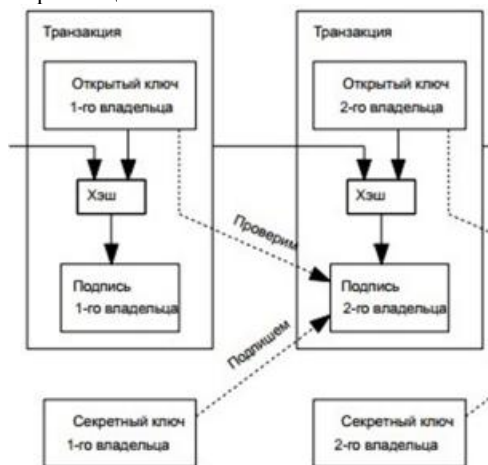 Транзакция
Открытый ключ
1-го владельца
Хэш
Подпись
1-го владельца
Секретный ключ
1-го владельца
Проверим
Подпишем
Транзакция
Открытый ключ
2-го владельца
Хэш
Подпись
2-го владельца
Секретный ключ
2-го владельца